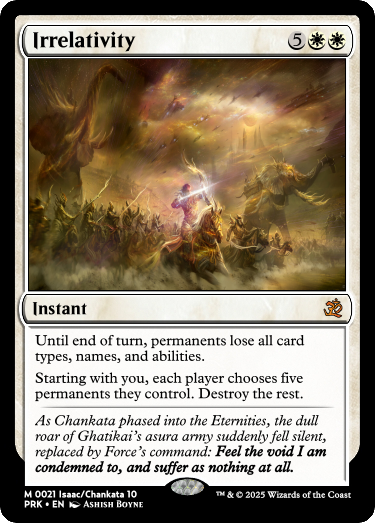 Irrelativity 5
Instant
Until end of turn, permanents lose all card
types, names, and abilities.
Starting with you, each player chooses five
permanents they control. Destroy the rest.
As Chankata phased into the Eternities, the dull
roar of Ghatikai's asura army suddenly fell silent,
replaced by Force's command: Feel the void I am
condemned to, and suffer as nothing at all.
M 0021 Isaac/Chankata 10
PRK • EN Ashish Boyne
™ & © 2025 Wizards of the Coast